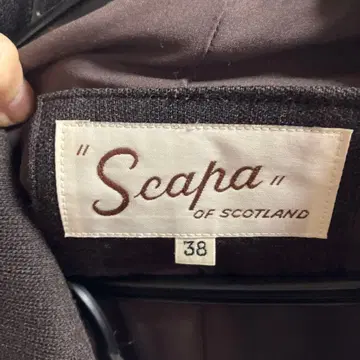 "Scapa"
OF SCOTLAND
38